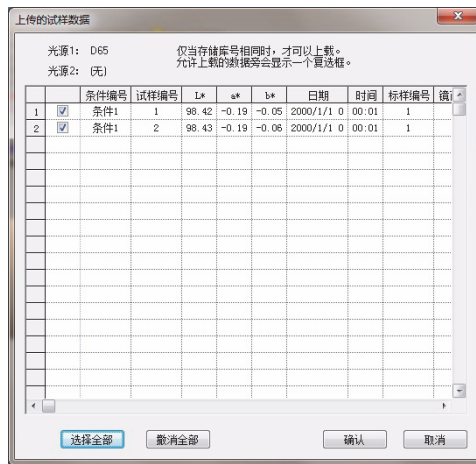 上传的试样数据
光源1: D65
光源2: (无)
仅当存储库号相同时，才可以上载。
允许上载的数据旁会显示一个复选框。
条件编号 试样编号 L* a* b* 日期 时间 标样编号
1 条件1 1 98.42 -0.19 -0.05 2000/1/1 0 00:01 1
2 条件1 2 98.43 -0.19 -0.06 2000/1/1 0 00:01 1
选择全部 撤消全部 确认 取消